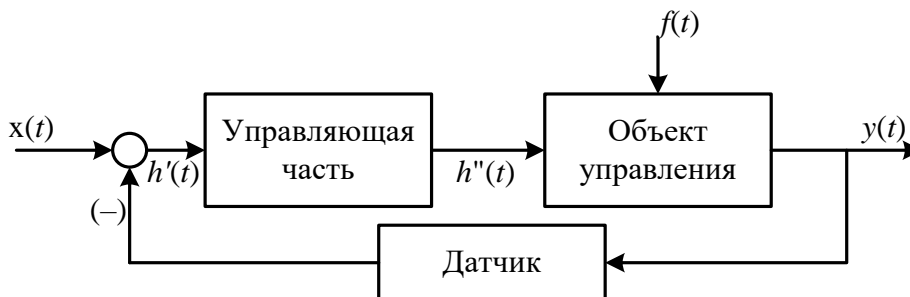 f(t)
x(t)
Управляющая
часть
Объект
управления
y(t)
h'(t)
h"(t)
(–)
Датчик